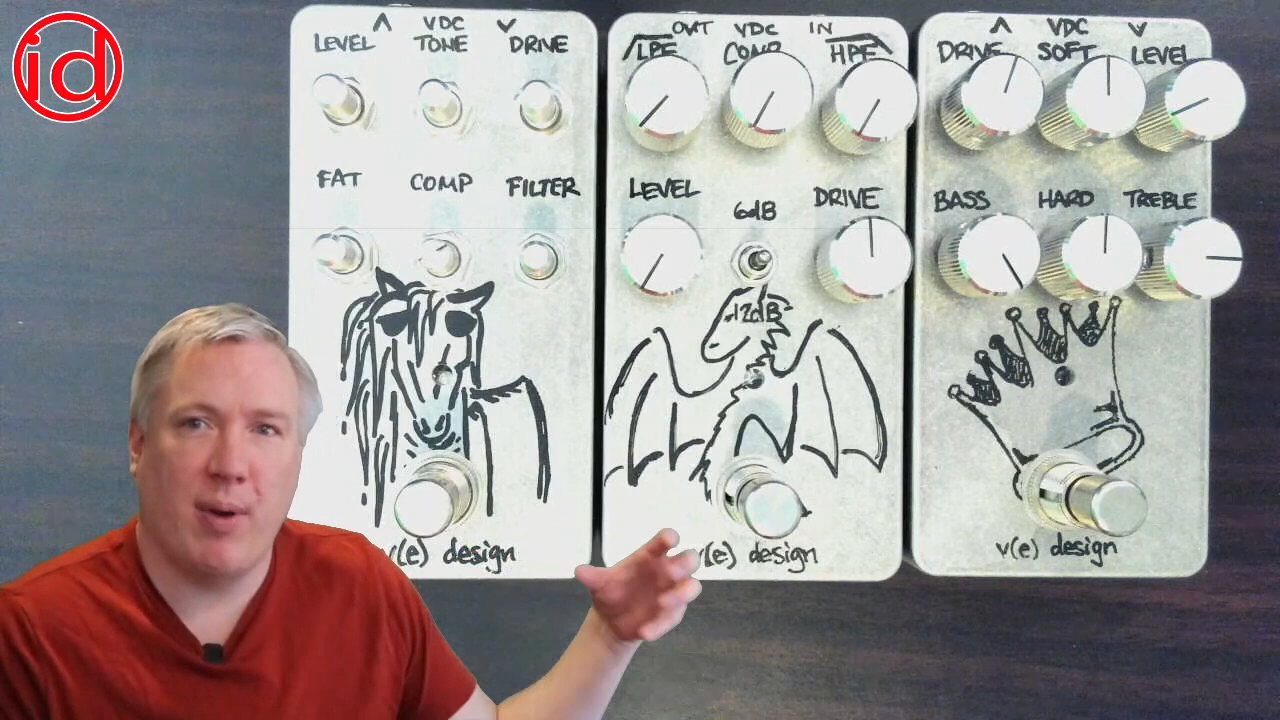 id
VDC
LEVEL TONE DRIVE
FAT COMP FILTER
v(e) design
OUT VDC IN
LPF COMP HPF
LEVEL 6dB DRIVE
12dB
v(e) design
VDC
DRIVE SOFT LEVEL
BASS HARD TREBLE
v(e) design